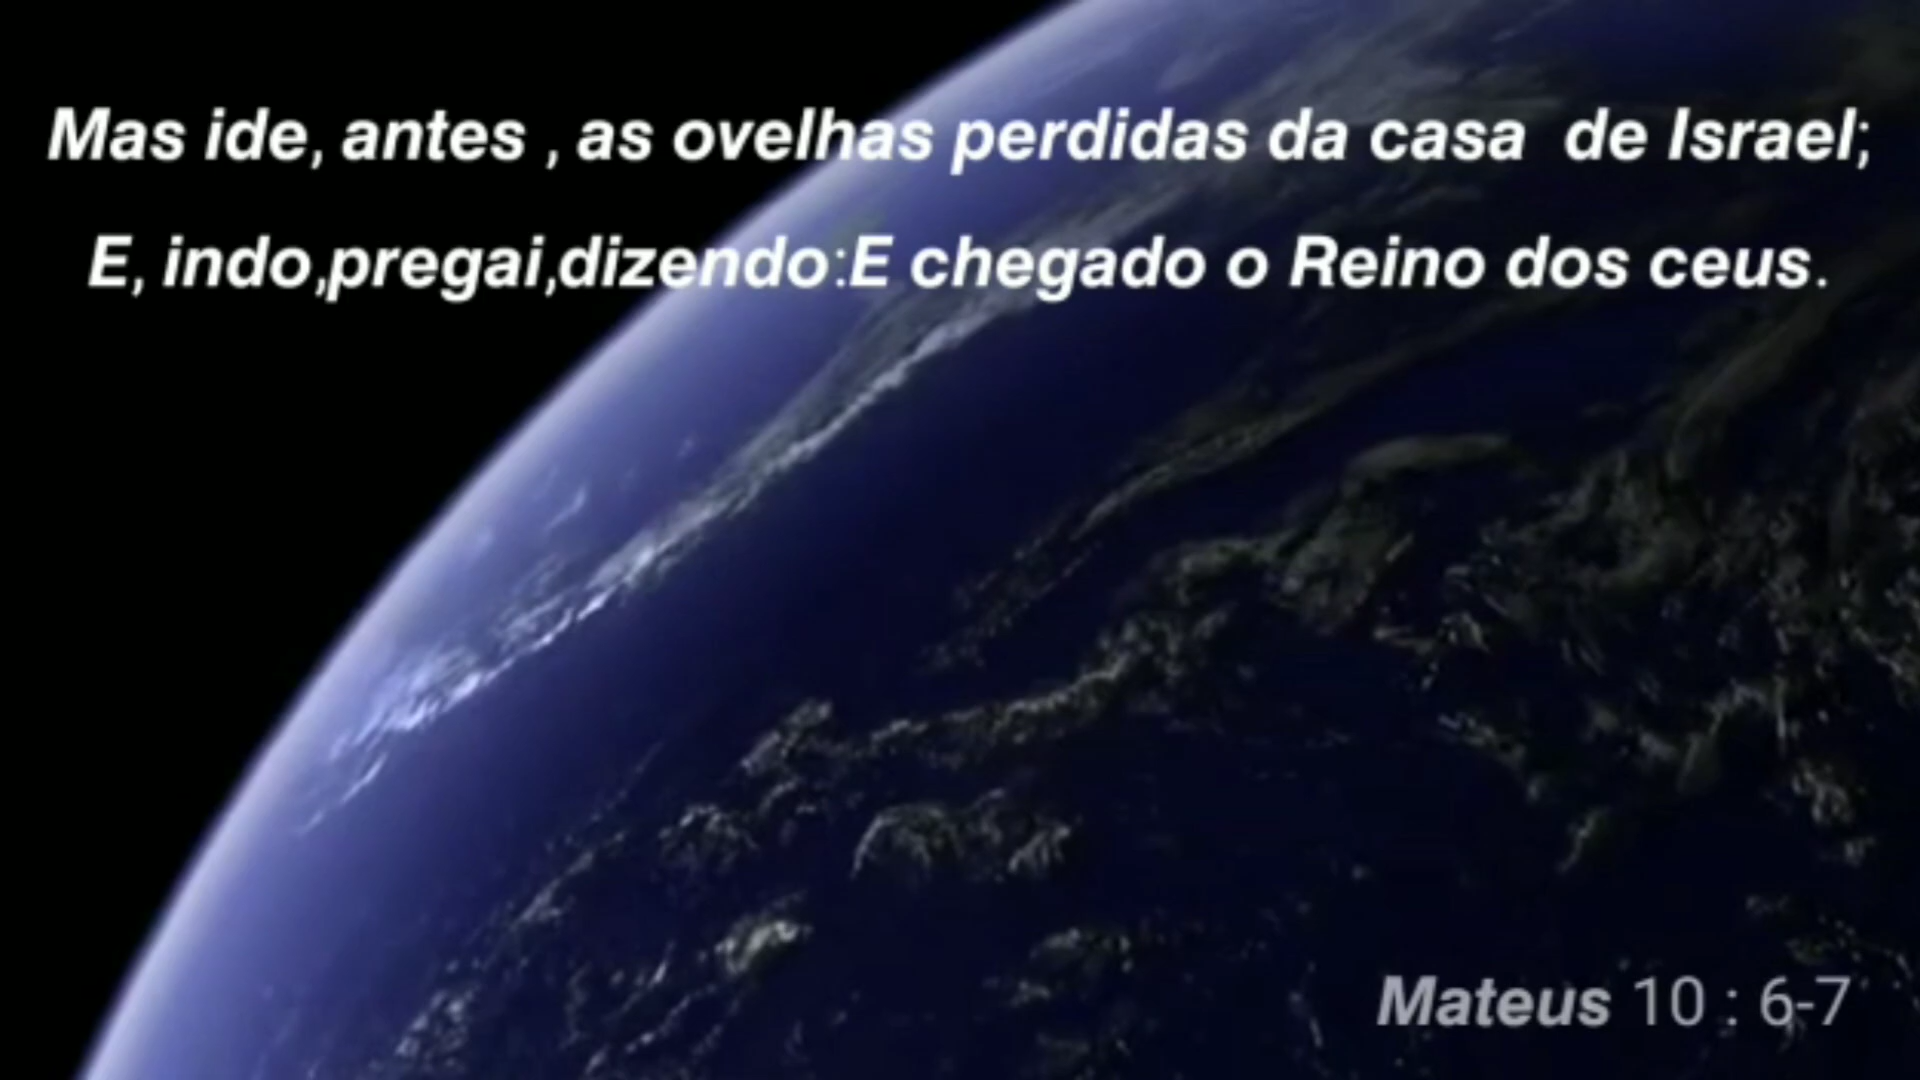 Mas ide, antes , as ovelhas perdidas da casa  de Israel;
E, indo,pregai,dizendo:E chegado o Reino dos ceus.
Mateus 10 : 6-7